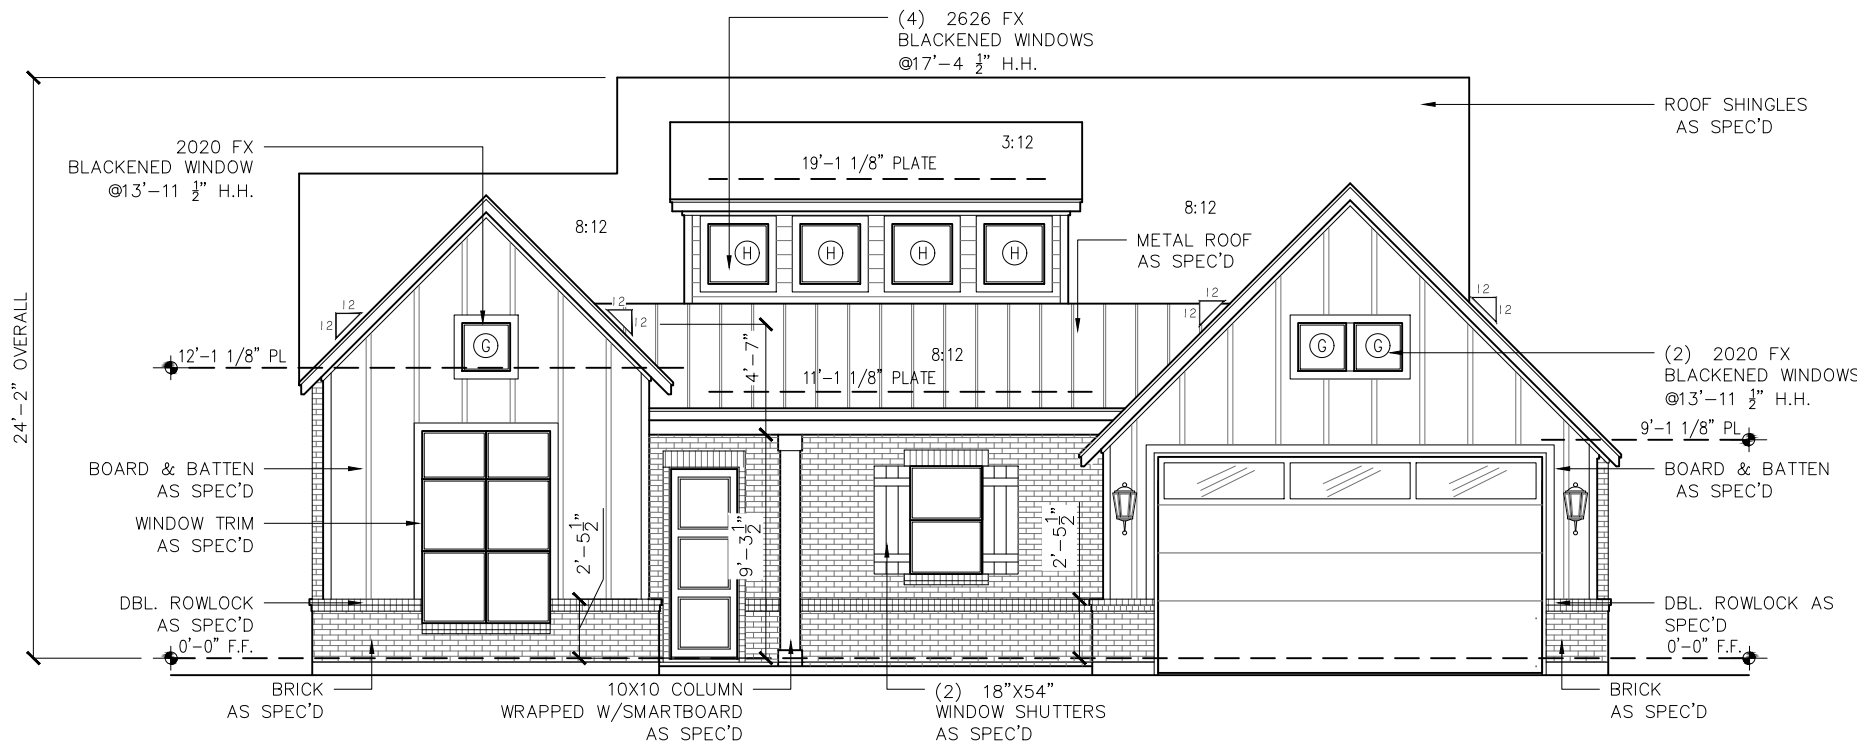 (4) 2626 FX
BLACKENED WINDOWS
@17'-4 1/2" H.H.
ROOF SHINGLES
AS SPEC'D
2020 FX
BLACKENED WINDOW
@13'-11 1/2" H.H.
3:12
19'-1 1/8" PLATE
8:12
8:12
H
H
H
H
METAL ROOF
AS SPEC'D
12
12
12
12
12
12
12
12
24'-2" OVERALL
12'-1 1/8" PL
G
4'-7"
8:12
11'-1 1/8" PLATE
G
G
(2) 2020 FX
BLACKENED WINDOWS
@13'-11 1/2" H.H.
9'-1 1/8" PL
BOARD & BATTEN
AS SPEC'D
BOARD & BATTEN
AS SPEC'D
WINDOW TRIM
AS SPEC'D
2'-5 1/2"
9'-3 1/2"
2'-5 1/2"
DBL. ROWLOCK
AS SPEC'D
0'-0" F.F.
DBL. ROWLOCK AS
SPEC'D
0'-0" F.F.
BRICK
AS SPEC'D
10X10 COLUMN
WRAPPED W/SMARTBOARD
AS SPEC'D
(2) 18"X54"
WINDOW SHUTTERS
AS SPEC'D
BRICK
AS SPEC'D